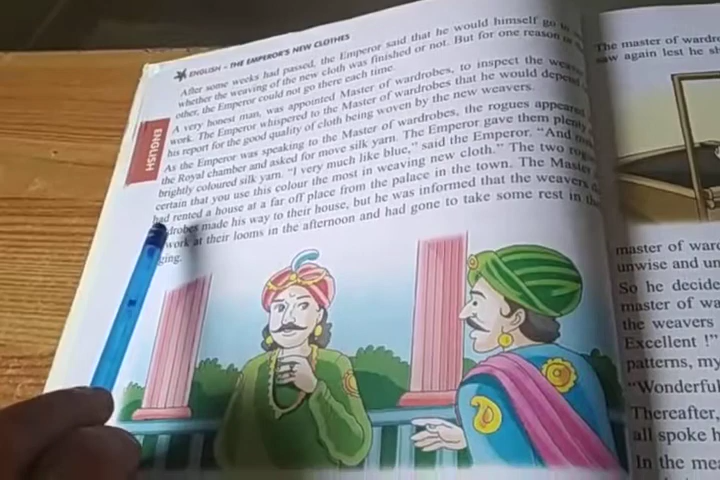 ENGLISH – THE EMPEROR'S NEW CLOTHES
After some weeks had passed, the Emperor said that he would himself go to
whether the weaving of the new cloth was finished or not. But for one reason or
other, the Emperor could not go there each time.
A very honest man, was appointed Master of wardrobes, to inspect the
work. The Emperor whispered to the Master of wardrobes that he would depend
his report for the good quality of cloth being woven by the new weavers.
As the Emperor was speaking to the Master of wardrobes, the rogues appeared
the Royal chamber and asked for move silk yarn. The Emperor gave them plenty
brightly coloured silk yarn. "I very much like blue," said the Emperor. "And
certain that you use this colour the most in weaving new cloth." The two
had rented a house at a far off place from the palace in the town. The Master
made his way to their house, but he was informed that the weavers
work at their looms in the afternoon and had gone to take some rest in
ENGLISH
The master of
saw again lest he
master of
unwise and
So he
master of
the weavers
Excellent !"
patterns, my
"Wonderful
Thereafter,
all spoke
In the